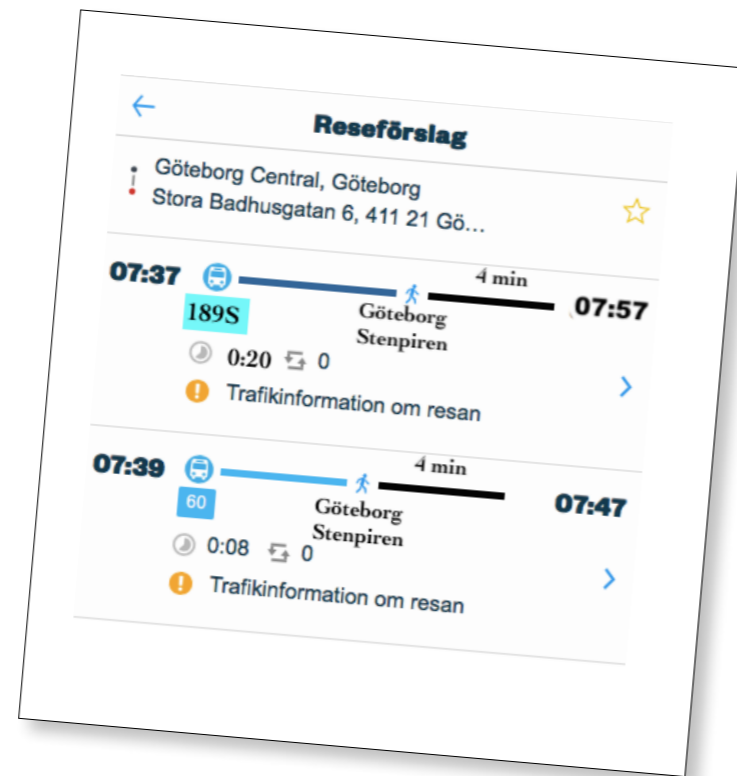 Reseförslag
Göteborg Central, Göteborg
Stora Badhusgatan 6, 411 21 Gö...
07:37 4 min 07:57
189S Göteborg
Stenpiren
0:20 0
Trafikinformation om resan
07:39 4 min 07:47
60 Göteborg
Stenpiren
0:08 0
Trafikinformation om resan